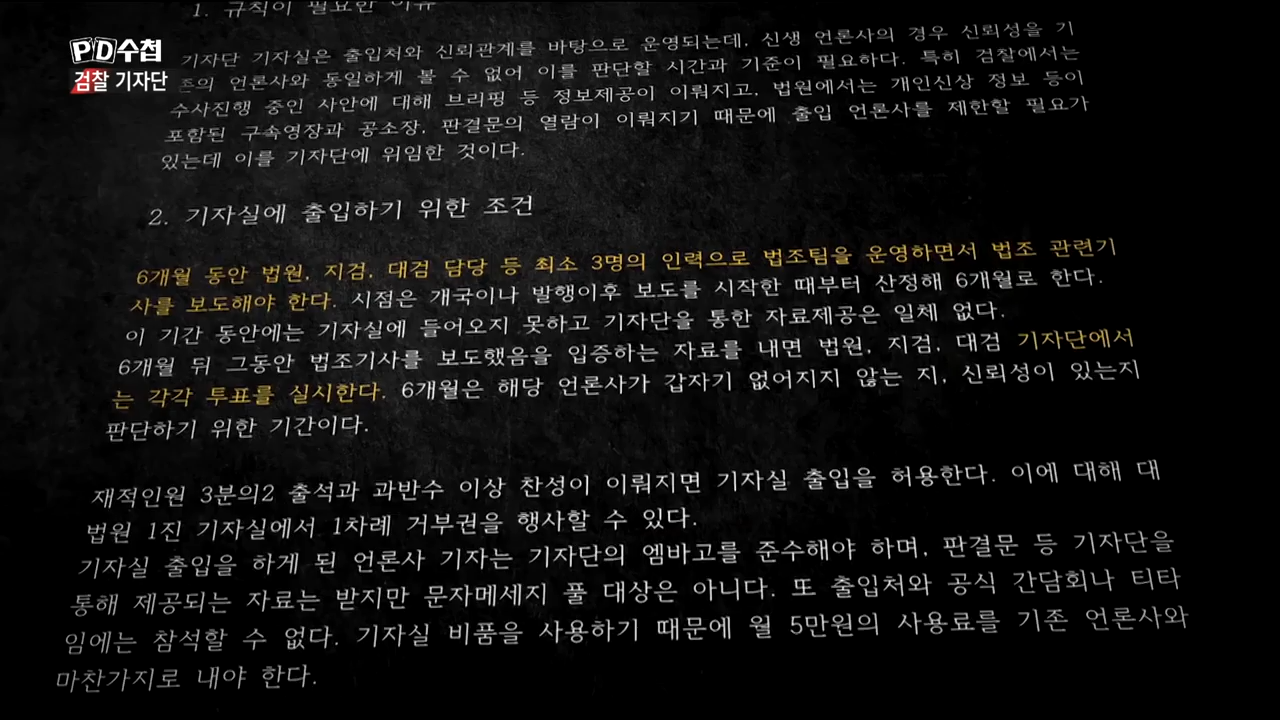 PD수첩
검찰 기자단
1. 규칙이 필요한 이유
기자단 기자실은 출입처와 신뢰관계를 바탕으로 운영되는데, 신생 언론사의 경우 신뢰성을 기
존의 언론사와 동일하게 볼 수 없어 이를 판단할 시간과 기준이 필요하다. 특히 검찰에서는
수사진행 중인 사안에 대해 브리핑 등 정보제공이 이뤄지고, 법원에서는 개인신상 정보 등이
포함된 구속영장과 공소장, 판결문의 열람이 이뤄지기 때문에 출입 언론사를 제한할 필요가
있는데 이를 기자단에 위임한 것이다.
2. 기자실에 출입하기 위한 조건
6개월 동안 법원, 지검, 대검 담당 등 최소 3명의 인력으로 법조팀을 운영하면서 법조 관련기
사를 보도해야 한다. 시점은 개국이나 발행이후 보도를 시작한 때부터 산정해 6개월로 한다.
이 기간 동안에는 기자실에 들어오지 못하고 기자단을 통한 자료제공은 일체 없다.
6개월 뒤 그동안 법조기사를 보도했음을 입증하는 자료를 내면 법원, 지검, 대검 기자단에서
는 각각 투표를 실시한다. 6개월은 해당 언론사가 갑자기 없어지지 않는 지, 신뢰성이 있는지
판단하기 위한 기간이다.
재적인원 3분의2 출석과 과반수 이상 찬성이 이뤄지면 기자실 출입을 허용한다. 이에 대해 대
법원 1진 기자실에서 1차례 거부권을 행사할 수 있다.
기자실 출입을 하게 된 언론사 기자는 기자단의 엠바고를 준수해야 하며, 판결문 등 기자단을
통해 제공되는 자료는 받지만 문자메세지 풀 대상은 아니다. 또 출입처와 공식 간담회나 티타
임에는 참석할 수 없다. 기자실 비품을 사용하기 때문에 월 5만원의 사용료를 기존 언론사와
마찬가지로 내야 한다.